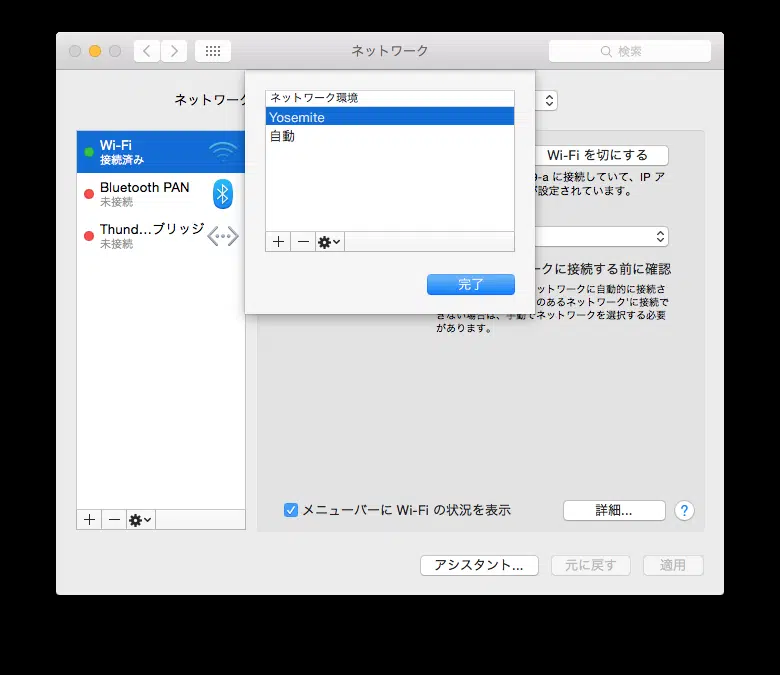 ネットワーク
検索
ネットワーク
ネットワーク環境
Yosemite
自動
完了
Wi-Fi
接続済み
Bluetooth PAN
未接続
Thund...ブリッジ
未接続
Wi-Fi を切にする
に接続していて、IP ア
が設定されています。
ークに接続する前に確認
ットワークに自動的に接続さ
のあるネットワーク'に接続で
きない場合は、手動でネットワークを選択する必要
があります。
メニューバーに Wi-Fi の状況を表示
詳細...
?
アシスタント...
元に戻す
適用